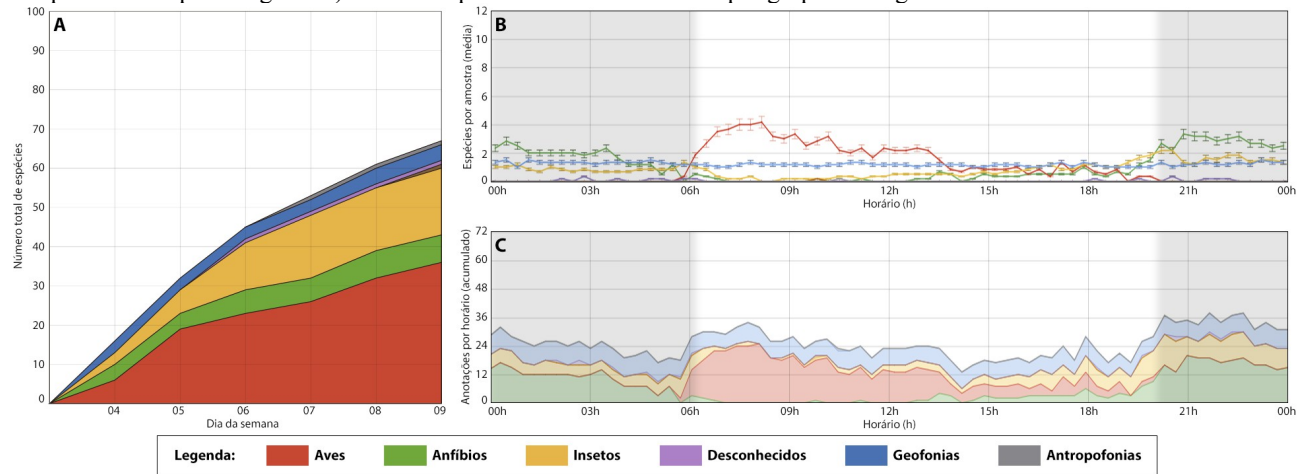 A
100
90
80
70
60
50
40
30
20
10
0
Número total de espécies
04
05
06
07
08
09
Dia da semana
B
12
10
8
6
4
2
0
Espécies por amostra (média)
00h
03h
06h
09h
12h
15h
18h
21h
00h
Horário (h)
C
72
60
48
36
24
12
0
Anotações por horário (acumulado)
00h
03h
06h
09h
12h
15h
18h
21h
00h
Horário (h)
Legenda: Aves Anfíbios Insetos Desconhecidos Geofonias Antropofonias